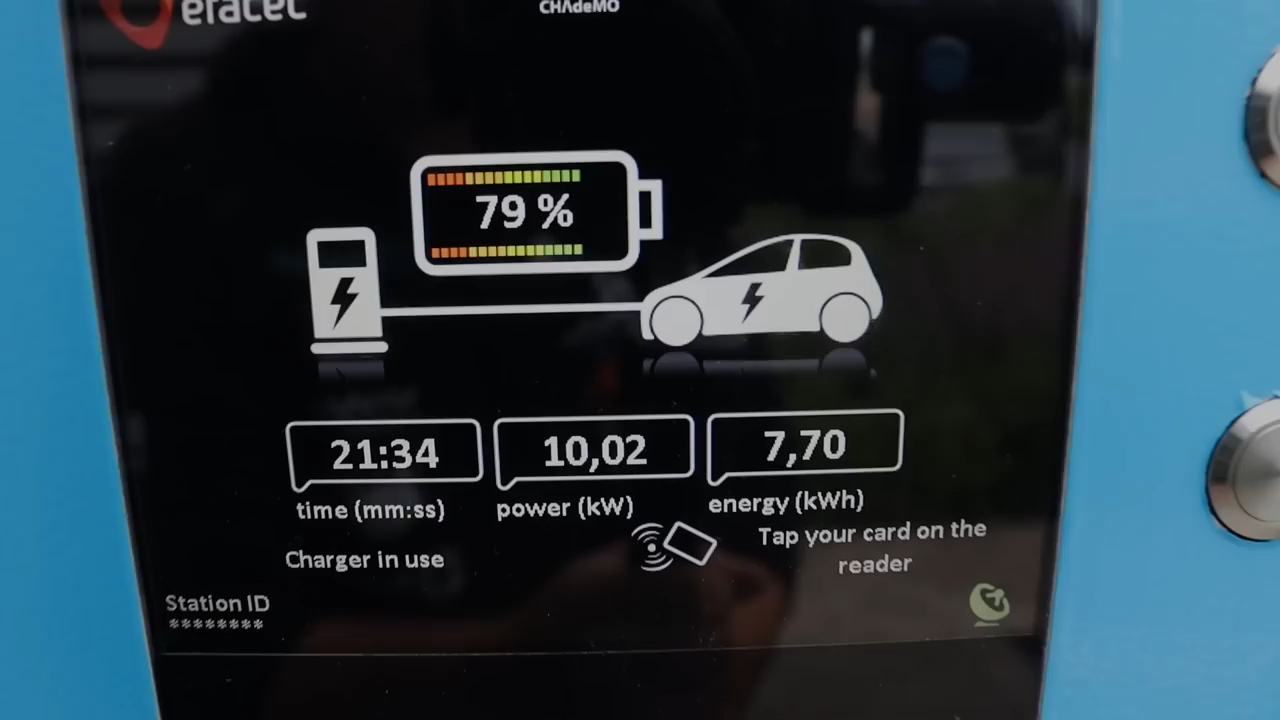 CHAdeMO
79 %
21:34 10,02 7,70
time (mm:ss) power (kW) energy (kWh)
Charger in use
Tap your card on the
reader
Station ID
********